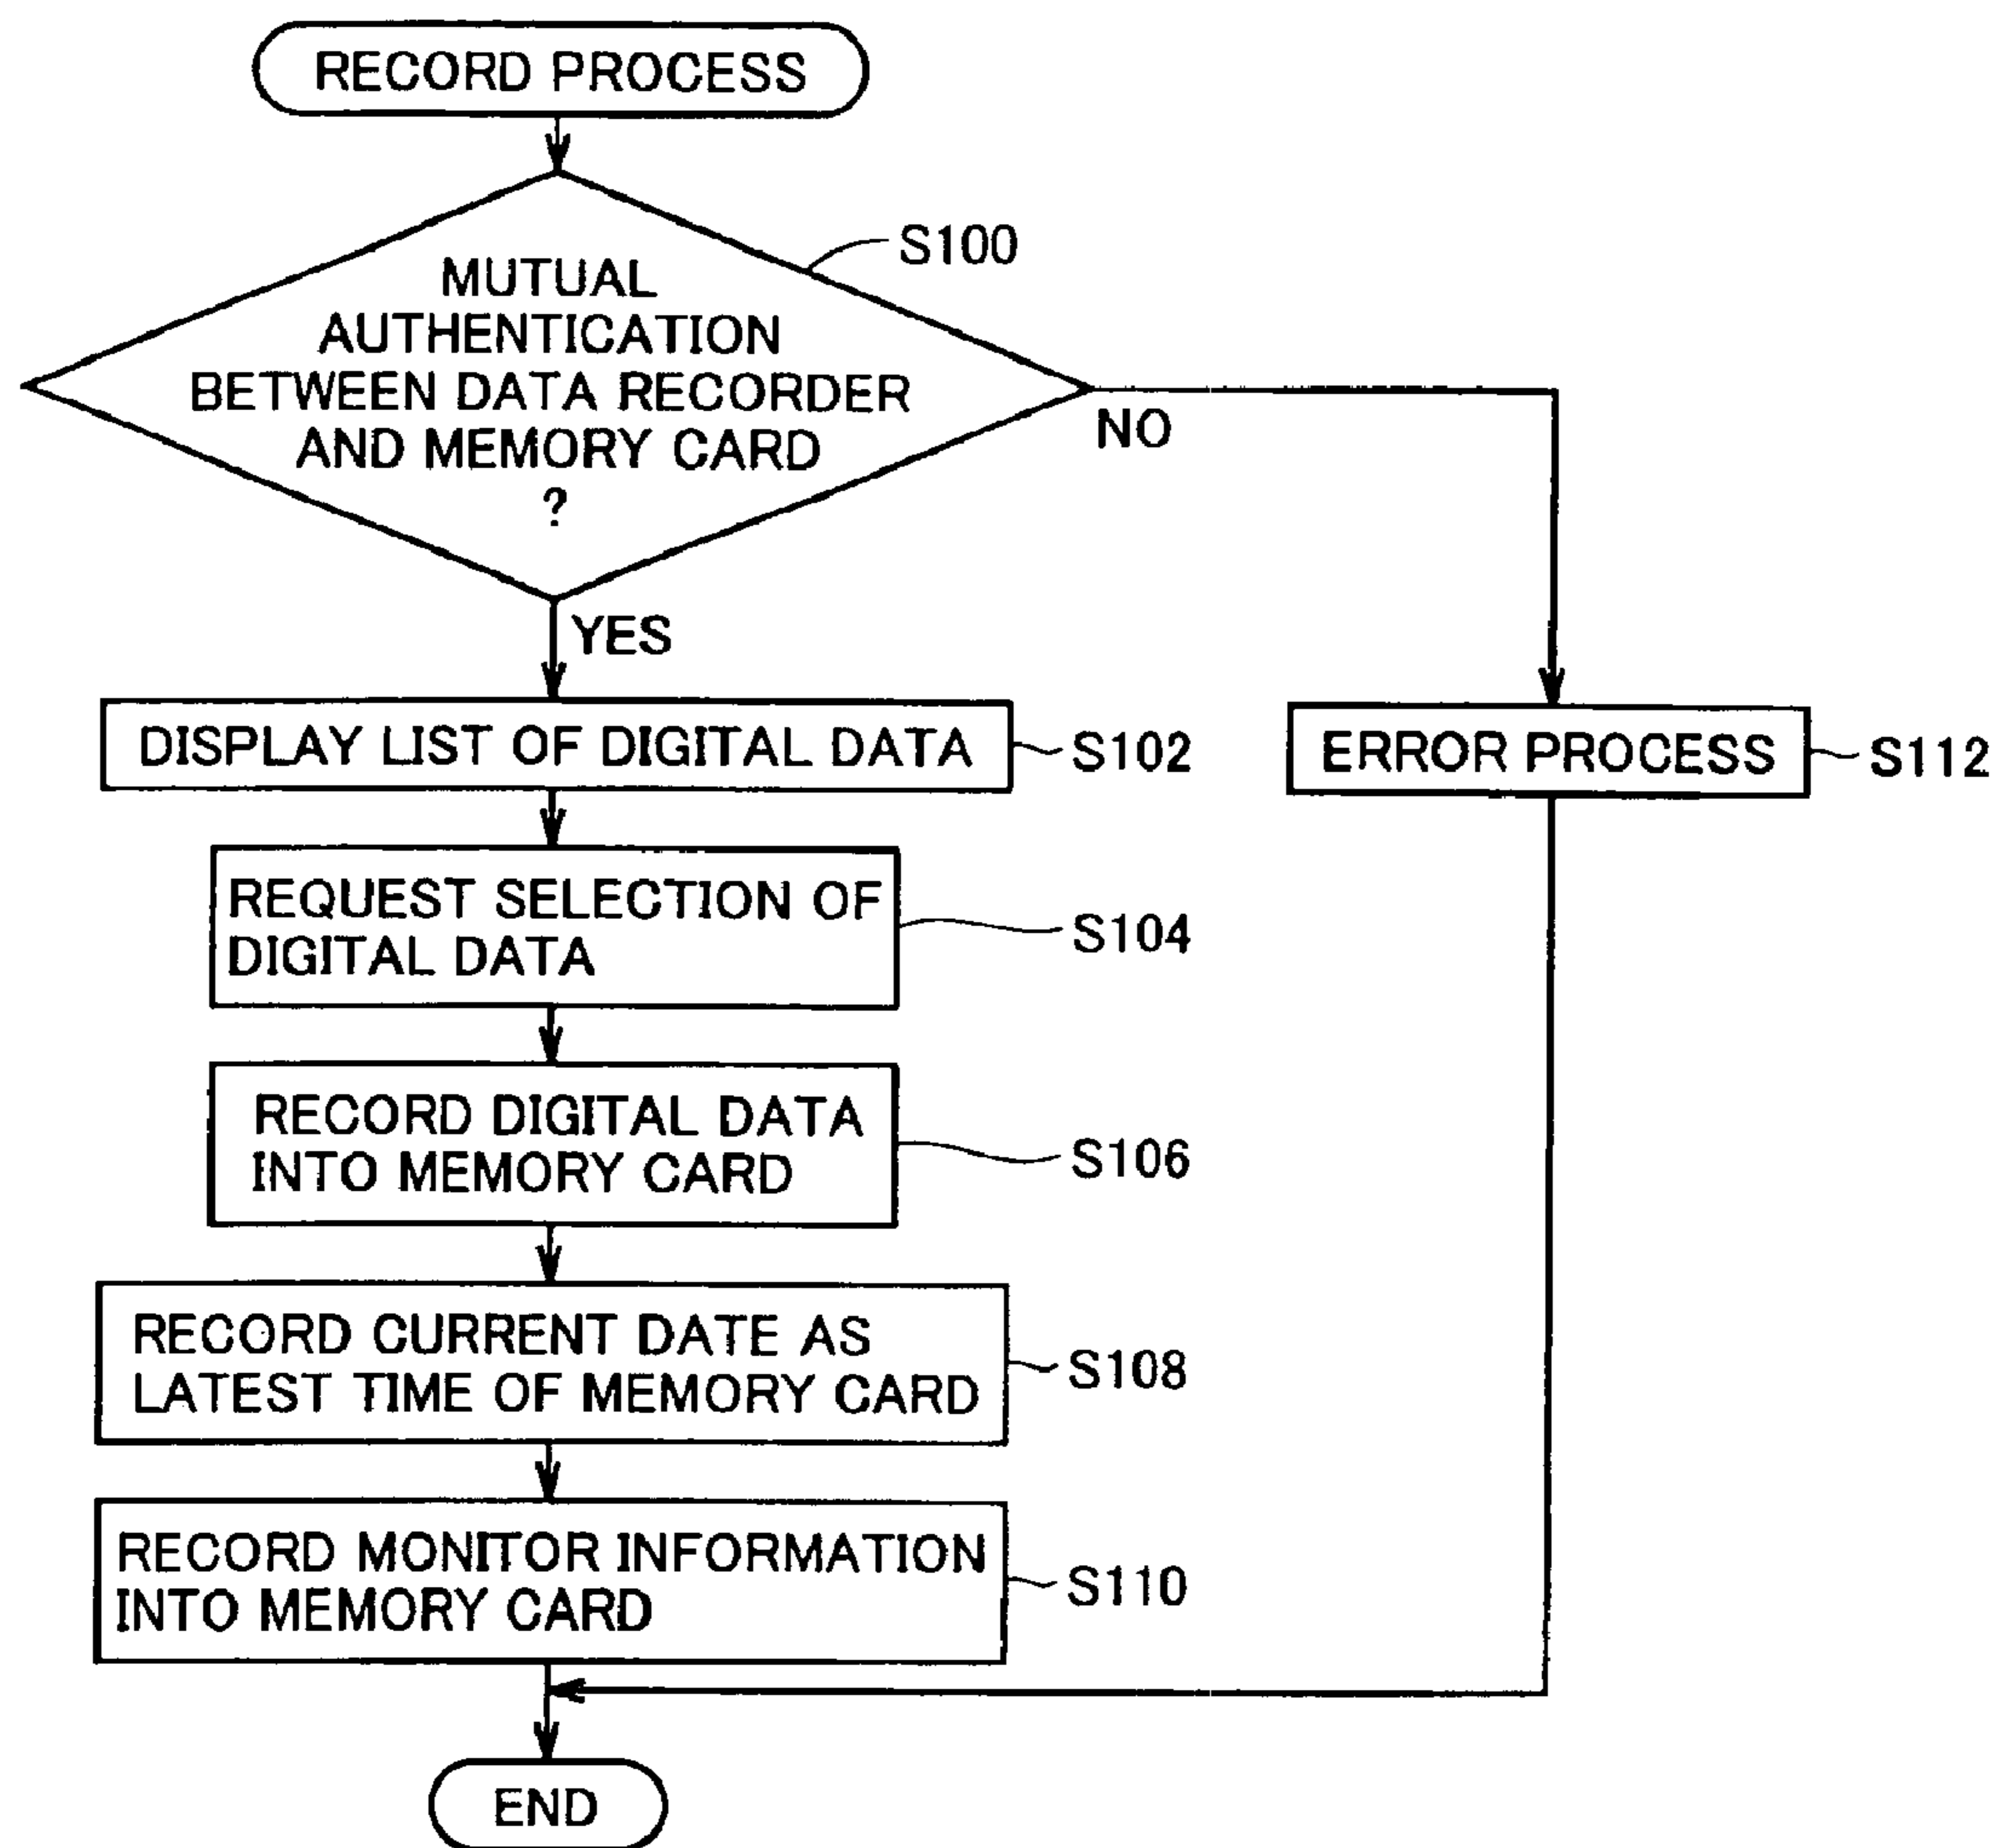 RECORD PROCESS
S100
MUTUAL
AUTHENTICATION
BETWEEN DATA RECORDER
AND MEMORY CARD
?
NO
YES
DISPLAY LIST OF DIGITAL DATA
S102
ERROR PROCESS
S112
REQUEST SELECTION OF
DIGITAL DATA
S104
RECORD DIGITAL DATA
INTO MEMORY CARD
S106
RECORD CURRENT DATE AS
LATEST TIME OF MEMORY CARD
S108
RECORD MONITOR INFORMATION
INTO MEMORY CARD
S110
END